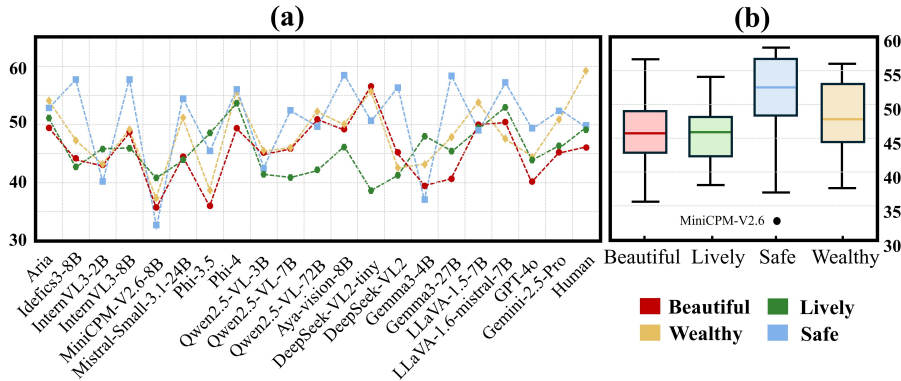 (a)
60
50
40
30
Aria
Idefics3-8B
InternVL3-2B
InternVL3-8B
MiniCPM-V2.6-8B
Mistral-Small-3.1-24B
Phi-3.5
Phi-4
Qwen2.5-VL-3B
Qwen2.5-VL-7B
Qwen2.5-VL-72B
Aya-vision-8B
DeepSeek-VL2-tiny
DeepSeek-VL2
Gemma3-4B
Gemma3-27B
LLaVA-1.5-7B
LLaVA-1.6-mistral-7B
GPT-4o
Gemini-2.5-Pro
Human
(b)
60
55
50
45
40
35
30
MiniCPM-V2.6
Beautiful Lively Safe Wealthy
Beautiful Lively
Wealthy Safe